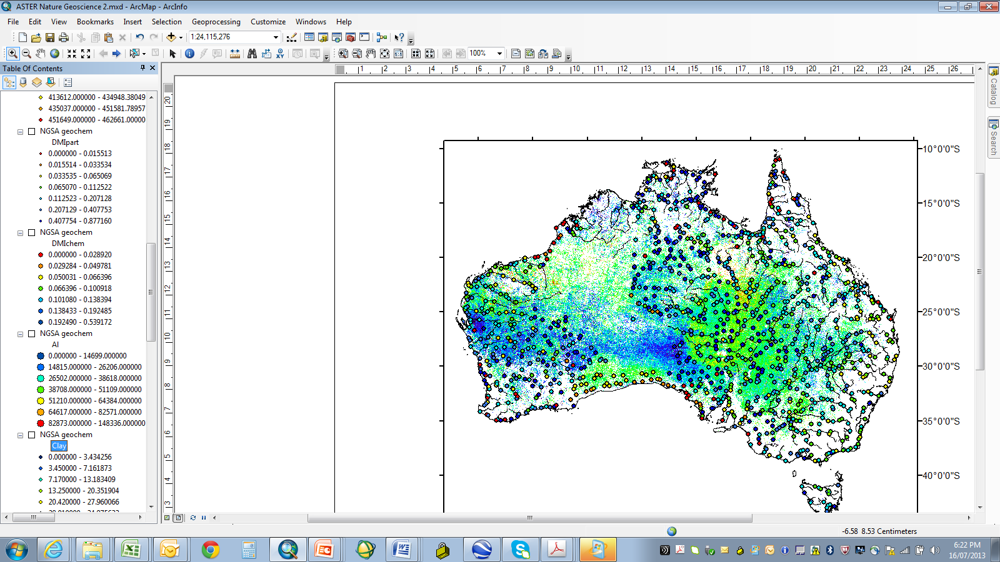 ASTER Nature Geoscience 2.mxd - ArcMap - ArcInfo
File Edit View Bookmarks Insert Selection Geoprocessing Customize Windows Help
1:24,115,276
100%
Table Of Contents
413612.000000 - 434948.38049
435037.000000 - 451581.78957
451649.000000 - 462661.00000
NGSA geochem
DMIpart
0.000000 - 0.015513
0.015514 - 0.033534
0.033535 - 0.065069
0.065070 - 0.112522
0.112523 - 0.207128
0.207129 - 0.407753
0.407754 - 0.877160
NGSA geochem
DMIchem
0.000000 - 0.028920
0.029284 - 0.049781
0.050031 - 0.066396
0.066396 - 0.100918
0.101080 - 0.138394
0.138433 - 0.192485
0.192490 - 0.539172
NGSA geochem
Al
0.000000 - 14699.000000
14815.000000 - 26206.000000
26502.000000 - 38618.000000
38708.000000 - 51109.000000
51210.000000 - 64384.000000
64617.000000 - 82571.000000
82873.000000 - 148336.000000
NGSA geochem
Clay
0.000000 - 3.434256
3.450000 - 7.161873
7.170000 - 13.183409
13.250000 - 20.351904
20.420000 - 27.960066
1 2 3 4 5 6 7 8 9 10 11 12 13 14 15 16 17 18 19 20 21 22 23 24 25 26
20
19
18
17
16
15
14
13
12
11
10
9
8
7
6
5
4
3
10°0'0"S
15°0'0"S
20°0'0"S
25°0'0"S
30°0'0"S
35°0'0"S
40°0'0"S
Catalog
Search
-6.58 8.53 Centimeters
6:22 PM
16/07/2013